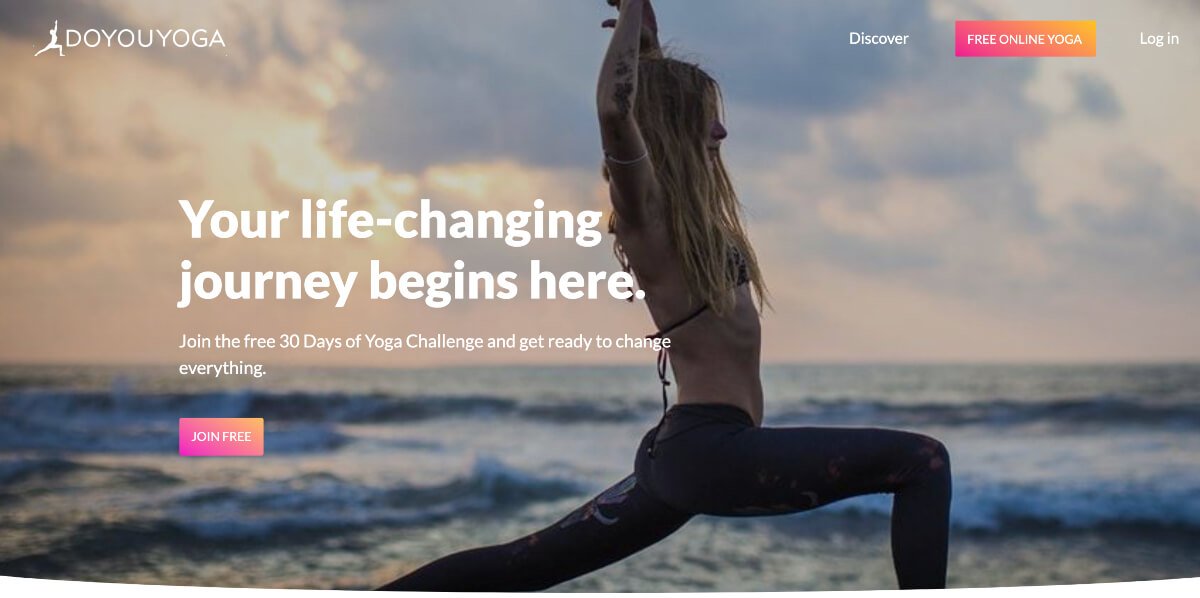 DOYOUYOGA
Discover
FREE ONLINE YOGA
Log in
Your life-changing
journey begins here.
Join the free 30 Days of Yoga Challenge and get ready to change
everything.
JOIN FREE